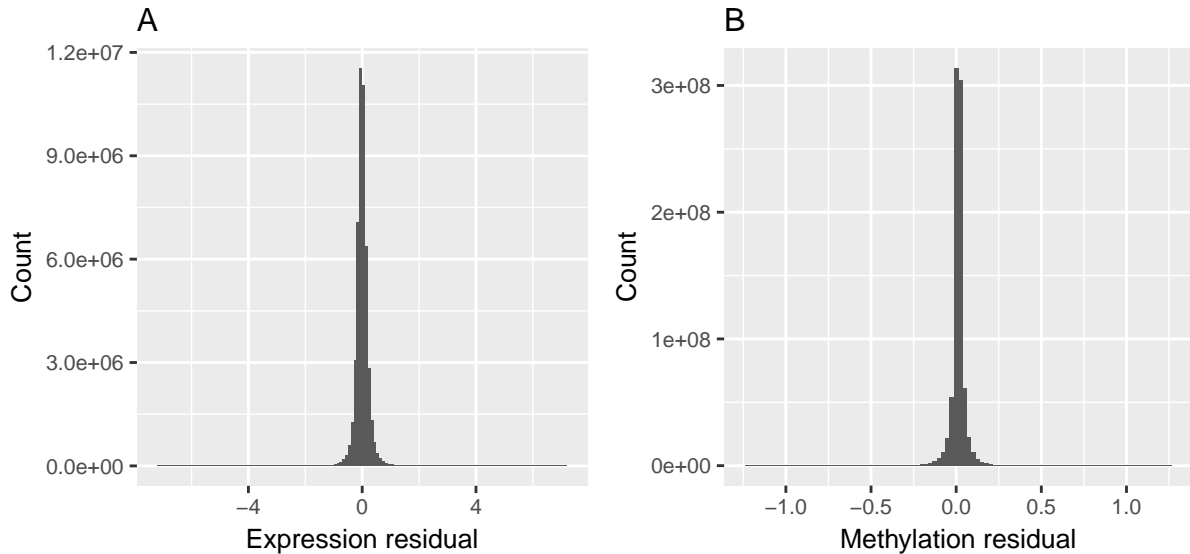 A
1.2e+07
9.0e+06
6.0e+06
3.0e+06
0.0e+00
Count
−4
0
4
Expression residual
B
3e+08
2e+08
1e+08
0e+00
Count
−1.0
−0.5
0.0
0.5
1.0
Methylation residual